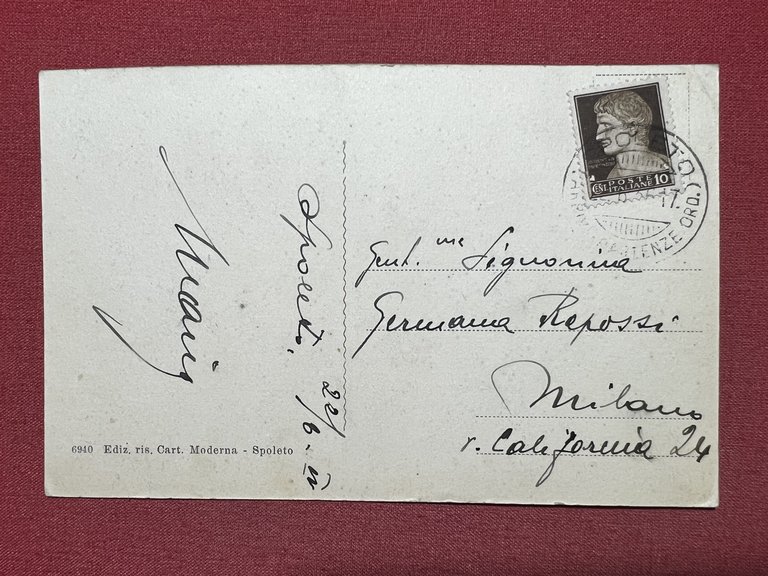 CENT. POSTE ITALIANE 10
PARTENZE ORD.)
Gent.me Signorina
Germana Repossi
Milano
v. California 24
Spoleto, 22/6-
6940 Ediz. ris. Cart. Moderna - Spoleto